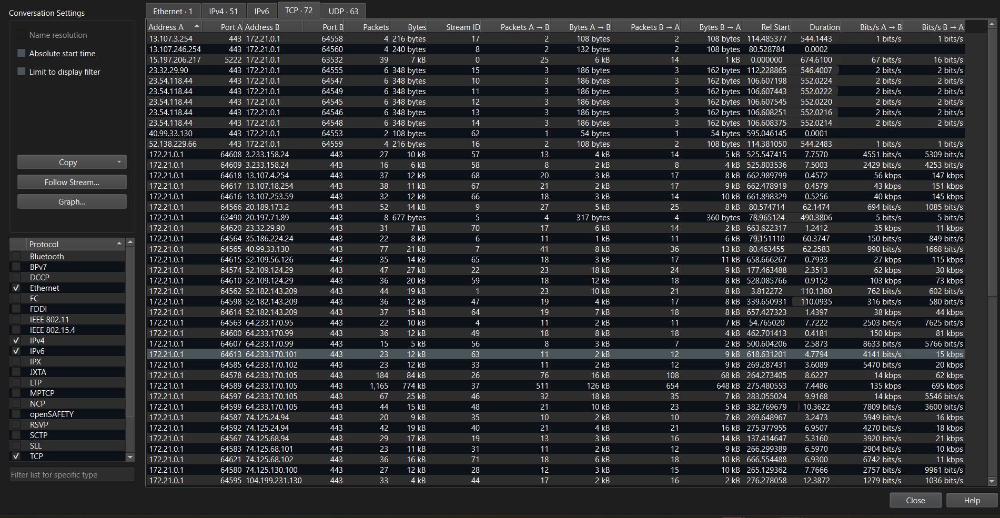 Conversation Settings
Name resolution
Absolute start time
Limit to display filter
Copy
Follow Stream...
Graph...
Protocol
Bluetooth
BPv7
DCCP
Ethernet
FC
FDDI
IEEE 802.11
IEEE 802.15.4
IPv4
IPv6
IPX
JXTA
LTP
MPTCP
NCP
openSAFETY
RSVP
SCTP
SLL
TCP
Filter list for specific type
Ethernet · 1 IPv4 · 51 IPv6 TCP · 72 UDP · 63
Address A Port A Address B Port B Packets Bytes Stream ID Packets A → B Bytes A → B Packets B → A Bytes B → A Rel Start Duration Bits/s A → B Bits/s B → A
13.107.3.254 443 172.21.0.1 64558 4 216 bytes 17 2 108 bytes 2 108 bytes 114.485377 544.1443 1 bits/s 1 bits/s
13.107.246.254 443 172.21.0.1 64560 4 240 bytes 8 2 132 bytes 2 108 bytes 80.528784 0.0002
15.197.206.217 5222 172.21.0.1 63532 39 7 kB 0 25 6 kB 14 1 kB 0.000000 674.6100 67 bits/s 16 bits/s
23.32.29.90 443 172.21.0.1 64555 6 348 bytes 15 3 186 bytes 3 162 bytes 112.228865 546.4007 2 bits/s 2 bits/s
23.54.118.44 443 172.21.0.1 64547 6 348 bytes 10 3 186 bytes 3 162 bytes 106.607198 552.0224 2 bits/s 2 bits/s
23.54.118.44 443 172.21.0.1 64549 6 348 bytes 11 3 186 bytes 3 162 bytes 106.607443 552.0222 2 bits/s 2 bits/s
23.54.118.44 443 172.21.0.1 64545 6 348 bytes 12 3 186 bytes 3 162 bytes 106.607545 552.0220 2 bits/s 2 bits/s
23.54.118.44 443 172.21.0.1 64546 6 348 bytes 13 3 186 bytes 3 162 bytes 106.608251 552.0216 2 bits/s 2 bits/s
23.54.118.44 443 172.21.0.1 64548 6 348 bytes 14 3 186 bytes 3 162 bytes 106.608375 552.0214 2 bits/s 2 bits/s
40.99.33.130 443 172.21.0.1 64553 2 108 bytes 62 1 54 bytes 1 54 bytes 595.046145 0.0001
52.138.229.66 443 172.21.0.1 64559 4 216 bytes 16 2 108 bytes 2 108 bytes 114.381050 544.2483 1 bits/s 1 bits/s
172.21.0.1 64608 3.233.158.24 443 27 10 kB 57 13 4 kB 14 5 kB 525.547415 7.7570 4551 bits/s 5309 bits/s
172.21.0.1 64609 3.233.158.24 443 16 6 kB 58 8 2 kB 8 4 kB 525.803536 7.5003 2429 bits/s 4253 bits/s
172.21.0.1 64618 13.107.4.254 443 37 12 kB 68 20 3 kB 17 8 kB 662.989799 0.4572 56 kbps 147 kbps
172.21.0.1 64617 13.107.18.254 443 38 11 kB 67 21 2 kB 17 9 kB 662.478919 0.4579 43 kbps 151 kbps
172.21.0.1 64616 13.107.253.59 443 32 12 kB 66 18 3 kB 14 10 kB 661.898329 0.5256 40 kbps 145 kbps
172.21.0.1 64566 20.189.173.2 443 52 14 kB 9 27 5 kB 25 8 kB 80.574714 62.1474 694 bits/s 1085 bits/s
172.21.0.1 63490 20.197.71.89 443 8 677 bytes 5 4 317 bytes 4 360 bytes 78.965124 490.3806 5 bits/s 5 bits/s
172.21.0.1 64620 23.32.29.90 443 31 7 kB 70 17 6 kB 14 2 kB 663.622317 1.2412 35 kbps 11 kbps
172.21.0.1 64564 35.186.224.24 443 22 8 kB 6 11 1 kB 11 6 kB 79.151110 60.3747 150 bits/s 849 bits/s
172.21.0.1 64565 40.99.33.130 443 77 21 kB 7 41 8 kB 36 13 kB 80.463455 62.2583 990 bits/s 1668 bits/s
172.21.0.1 64615 52.109.56.126 443 35 14 kB 65 18 3 kB 17 11 kB 658.666267 0.7933 27 kbps 115 kbps
172.21.0.1 64574 52.109.124.29 443 47 27 kB 22 23 18 kB 24 9 kB 177.463488 2.3513 62 kbps 30 kbps
172.21.0.1 64610 52.109.124.29 443 36 20 kB 59 18 12 kB 18 8 kB 528.085766 0.9152 103 kbps 73 kbps
172.21.0.1 64562 52.182.143.209 443 44 19 kB 1 23 10 kB 21 8 kB 3.812272 110.1380 762 bits/s 602 bits/s
172.21.0.1 64598 52.182.143.209 443 36 12 kB 47 19 4 kB 17 8 kB 339.650931 110.0935 316 bits/s 580 bits/s
172.21.0.1 64614 52.182.143.209 443 37 15 kB 64 19 7 kB 18 8 kB 657.427323 1.4397 38 kbps 44 kbps
172.21.0.1 64563 64.233.170.95 443 22 10 kB 4 11 2 kB 11 7 kB 54.765020 7.7222 2503 bits/s 7625 bits/s
172.21.0.1 64600 64.233.170.99 443 36 12 kB 49 18 8 kB 18 4 kB 462.701413 0.4181 150 kbps 81 kbps
172.21.0.1 64607 64.233.170.99 443 15 5 kB 56 8 3 kB 7 2 kB 500.604206 2.5873 8633 bits/s 5766 bits/s
172.21.0.1 64613 64.233.170.101 443 23 12 kB 63 11 2 kB 12 9 kB 618.631201 4.7794 4141 bits/s 15 kbps
172.21.0.1 64585 64.233.170.102 443 23 12 kB 33 11 2 kB 12 9 kB 269.287431 3.6089 5470 bits/s 20 kbps
172.21.0.1 64578 64.233.170.105 443 184 84 kB 26 76 16 kB 108 68 kB 264.273405 8.6227 14 kbps 62 kbps
172.21.0.1 64589 64.233.170.105 443 1,165 774 kB 37 511 126 kB 654 648 kB 275.480553 7.4486 135 kbps 695 kbps
172.21.0.1 64597 64.233.170.105 443 67 25 kB 46 32 18 kB 35 7 kB 283.055024 9.9168 14 kbps 5546 bits/s
172.21.0.1 64599 64.233.170.105 443 44 15 kB 48 21 10 kB 23 5 kB 382.769679 10.3622 7809 bits/s 3600 bits/s
172.21.0.1 64587 74.125.24.94 443 20 9 kB 35 10 2 kB 10 7 kB 269.648967 3.2473 5949 bits/s 16 kbps
172.21.0.1 64592 74.125.24.94 443 42 19 kB 40 21 4 kB 21 16 kB 275.977955 6.9507 4270 bits/s 18 kbps
172.21.0.1 64567 74.125.68.94 443 29 17 kB 19 13 3 kB 16 14 kB 137.414647 5.3160 3920 bits/s 21 kbps
172.21.0.1 64583 74.125.68.101 443 23 11 kB 31 11 2 kB 12 9 kB 266.299389 6.5970 2904 bits/s 10 kbps
172.21.0.1 64621 74.125.68.102 443 36 16 kB 71 18 6 kB 18 10 kB 666.554488 6.9300 6742 bits/s 11 kbps
172.21.0.1 64580 74.125.130.100 443 27 12 kB 28 12 3 kB 15 10 kB 265.129362 7.7666 2757 bits/s 9961 bits/s
172.21.0.1 64595 104.199.231.130 443 33 4 kB 44 17 2 kB 16 2 kB 276.278058 12.3872 1279 bits/s 1036 bits/s
Close Help